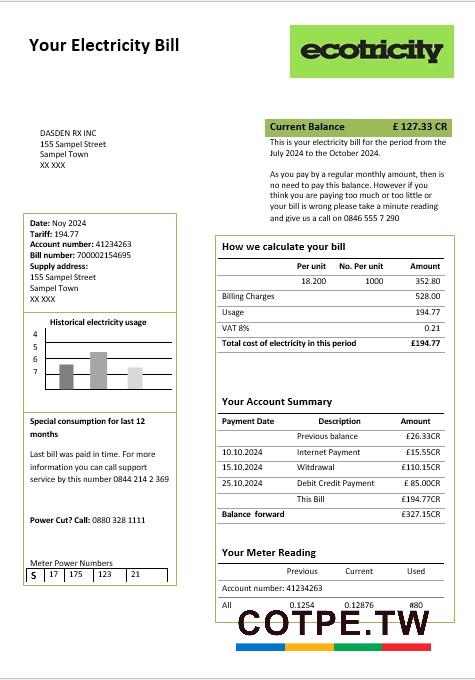 Your Electricity Bill
ecotricity
DASDEN RX INC
155 Sampel Street
Sampel Town
XX XXX
Current Balance £ 127.33 CR
This is your electricity bill for the period from the
July 2024 to the October 2024.
As you pay by a regular monthly amount, then is
no need to pay this balance. However if you
think you are paying too much or too little or
your bill is wrong please take a minute reading
and give us a call on 0846 555 7 290
Date: Noy 2024
Tariff: 194.77
Account number: 41234263
Bill number: 700002154695
Supply address:
155 Sampel Street
Sampel Town
XX XXX
Historical electricity usage
4
5
6
7
Special consumption for last 12
months
Last bill was paid in time. For more
information you can call support
service by this number 0844 214 2 369
Power Cut? Call: 0880 328 1111
Meter Power Numbers
S 17 175 123 21
How we calculate your bill
Per unit No. Per unit Amount
18.200 1000 352.80
Billing Charges 528.00
Usage 194.77
VAT 8% 0.21
Total cost of electricity in this period £194.77
Your Account Summary
Payment Date Description Amount
Previous balance £26.33CR
10.10.2024 Internet Payment £15.55CR
15.10.2024 Witdrawal £110.15CR
25.10.2024 Debit Credit Payment £ 85.00CR
This Bill £194.77CR
Balance forward £327.15CR
Your Meter Reading
Previous Current Used
Account number: 41234263
All 0.1254 0.12876 #80
COTPE.TW